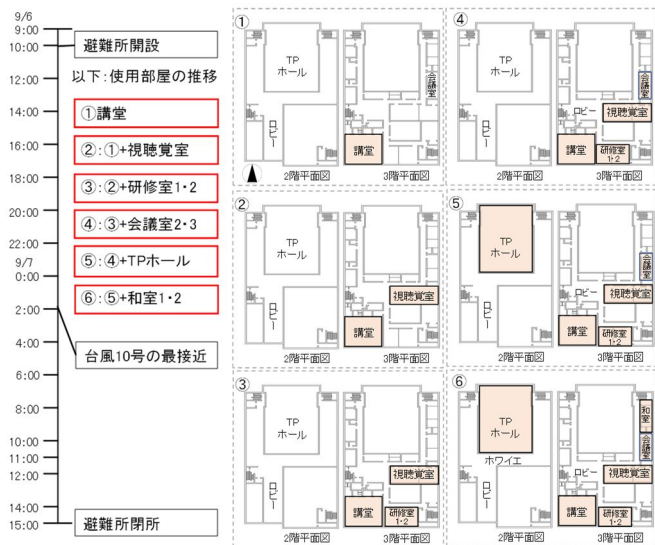 9/6
9:00
10:00
12:00
14:00
16:00
18:00
20:00
22:00
9/7
0:00
2:00
4:00
6:00
8:00
10:00
11:00
12:00
14:00
15:00
避難所開設
以下:使用部屋の推移
①講堂
②:①+視聴覚室
③:②+研修室1・2
④:③+会議室2・3
⑤:④+TPホール
⑥:⑤+和室1・2
台風10号の最接近
避難所閉所
①
TP
ホール
ロビー
会議室
講堂
2階平面図
3階平面図
②
TP
ホール
ロビー
視聴覚室
講堂
2階平面図
3階平面図
③
TP
ホール
ロビー
視聴覚室
講堂
研修室
1・2
2階平面図
3階平面図
④
TP
ホール
ロビー
会議室
ロビー
視聴覚室
講堂
研修室
1・2
2階平面図
3階平面図
⑤
TP
ホール
ロビー
会議室
ロビー
視聴覚室
講堂
研修室
1・2
2階平面図
3階平面図
⑥
TP
ホール
ホワイエ
ロビー
和室
会議室
ロビー
視聴覚室
講堂
研修室
1・2
2階平面図
3階平面図